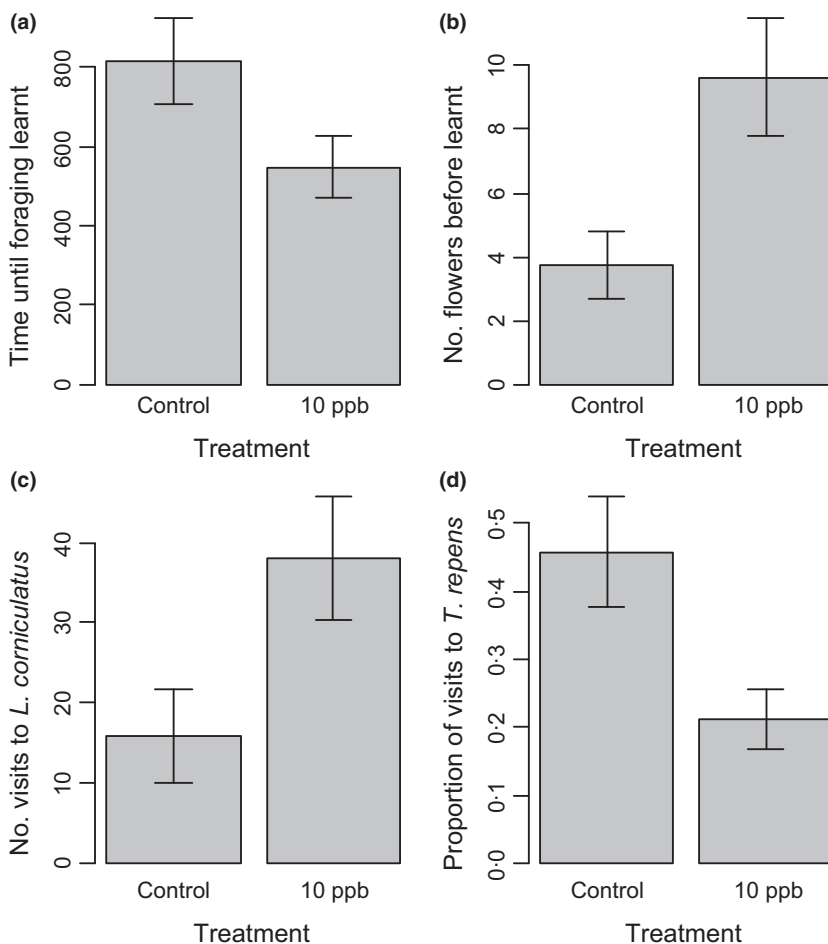 (a)
Time until foraging learnt
800
600
400
200
0
Control
10 ppb
Treatment
(b)
No. flowers before learnt
10
8
6
4
2
0
Control
10 ppb
Treatment
(c)
No. visits to L. corniculatus
40
30
20
10
0
Control
10 ppb
Treatment
(d)
Proportion of visits to T. repens
0·5
0·4
0·3
0·2
0·1
0·0
Control
10 ppb
Treatment